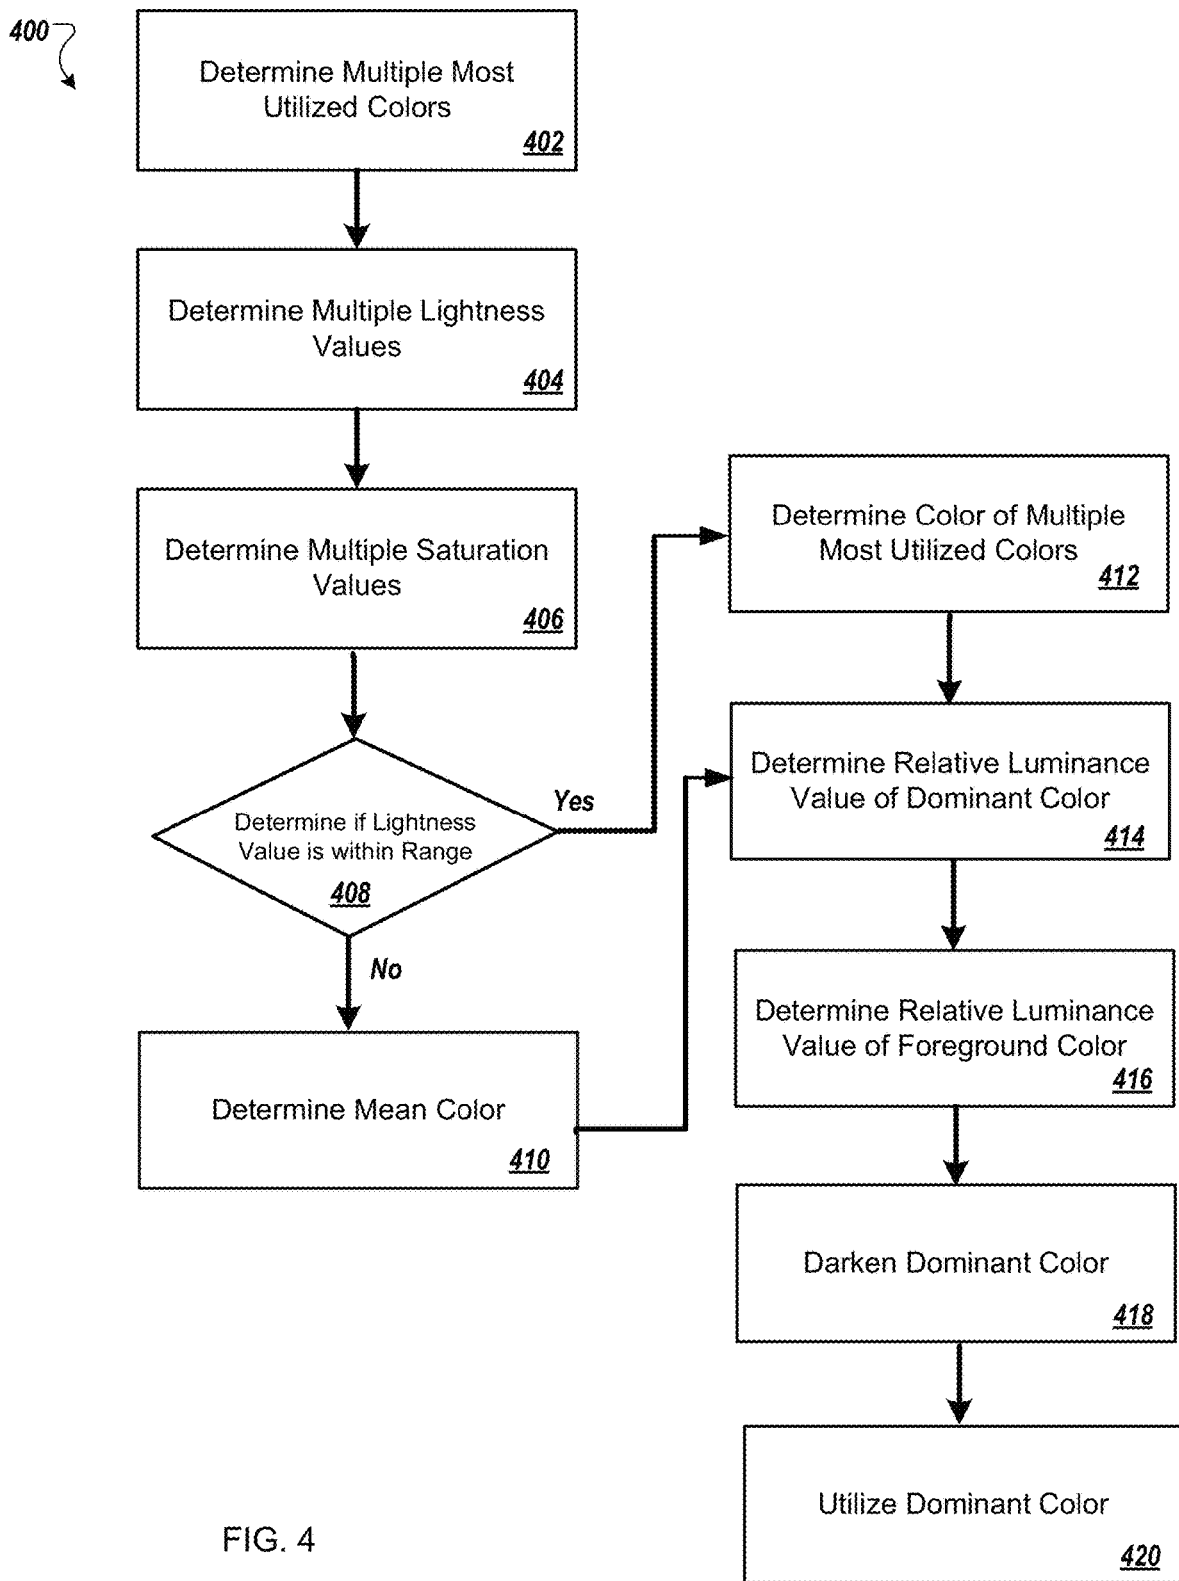 400
Determine Multiple Most
Utilized Colors
402
Determine Multiple Lightness
Values
404
Determine Multiple Saturation
Values
406
Determine if Lightness
Value is within Range
408
Yes
No
Determine Mean Color
410
Determine Color of Multiple
Most Utilized Colors
412
Determine Relative Luminance
Value of Dominant Color
414
Determine Relative Luminance
Value of Foreground Color
416
Darken Dominant Color
418
Utilize Dominant Color
420
FIG. 4